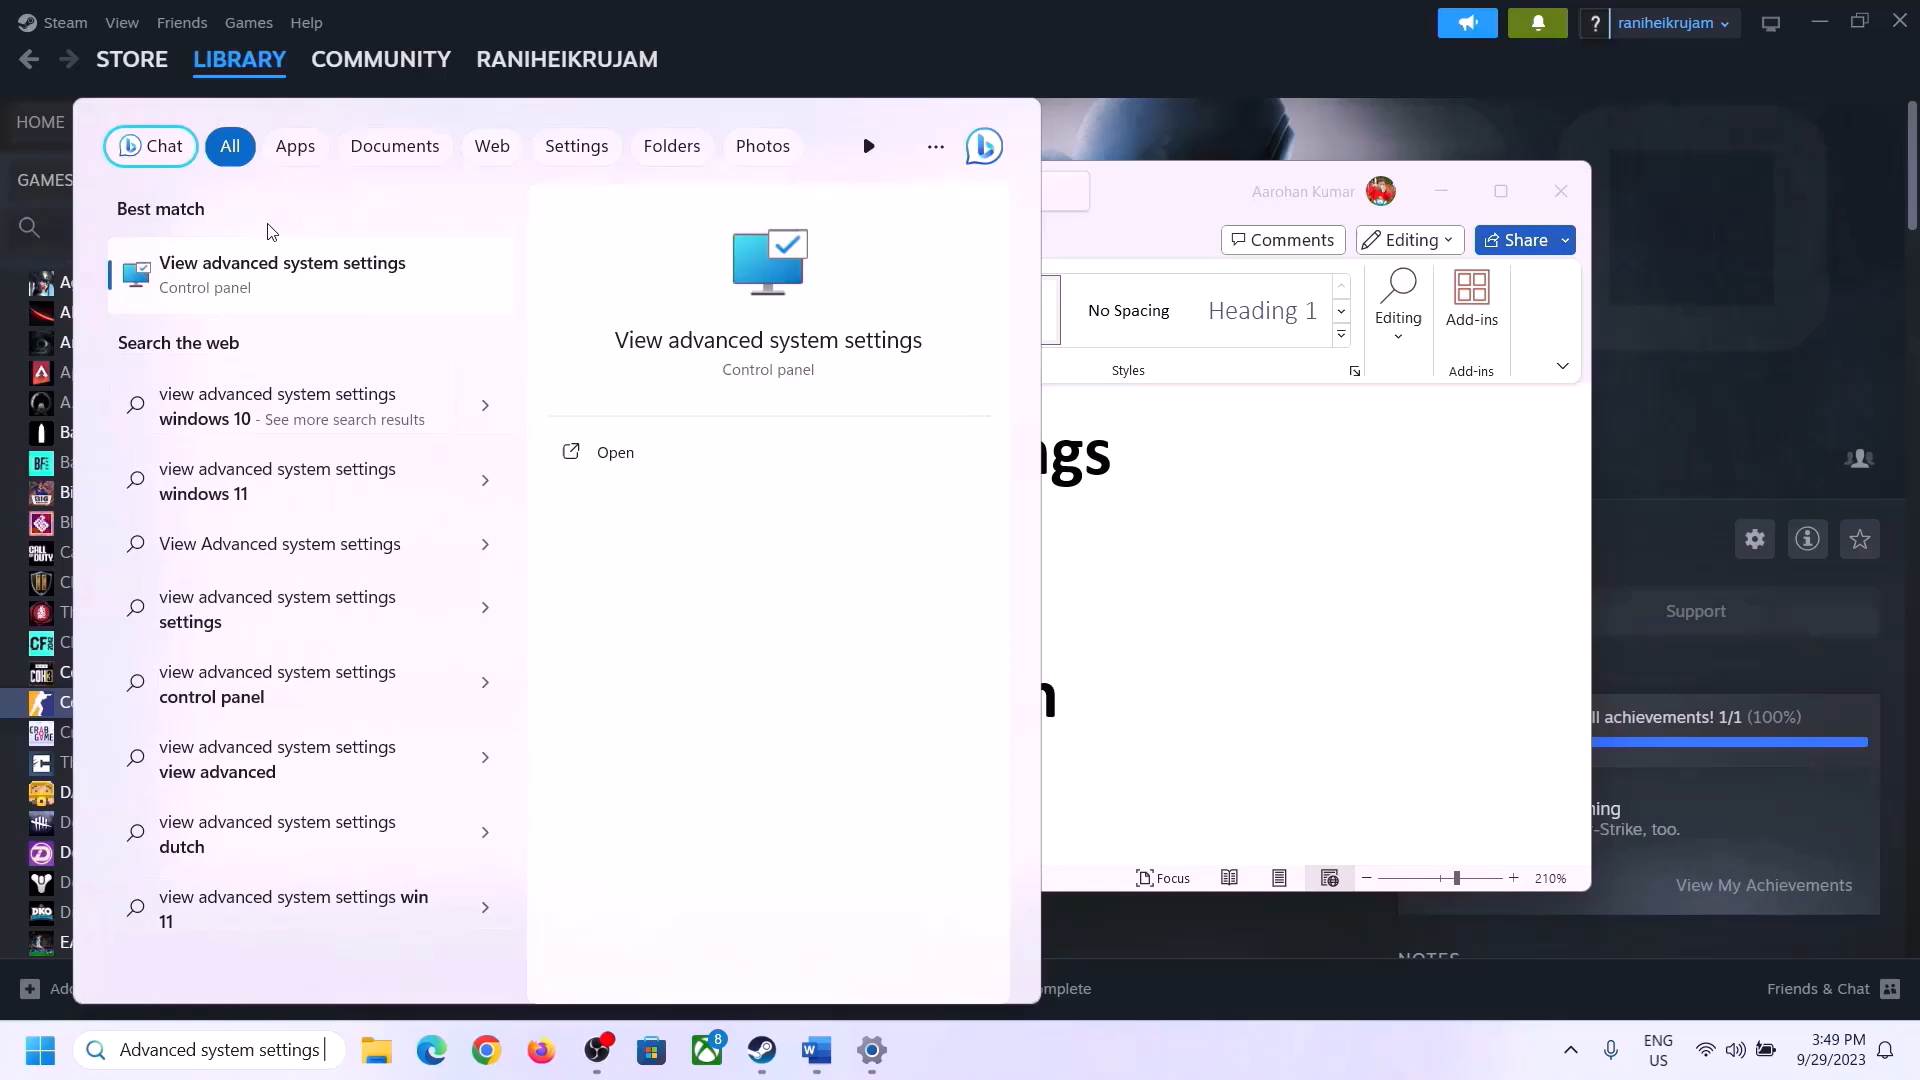 Steam View Friends Games Help
? raniheikrujam
STORE LIBRARY COMMUNITY RANIHEIKRUJAM
HOME
GAMES
Chat All Apps Documents Web Settings Folders Photos
Best match
View advanced system settings
Control panel
Search the web
view advanced system settings
windows 10 - See more search results
view advanced system settings
windows 11
View Advanced system settings
view advanced system settings
settings
view advanced system settings
control panel
view advanced system settings
view advanced
view advanced system settings
dutch
view advanced system settings win
11
View advanced system settings
Control panel
Open
Aarohan Kumar
Comments Editing Share
No Spacing Heading 1
Editing
Add-ins
Styles
Add-ins
ngs
n
Focus
210%
Support
ll achievements! 1/1 (100%)
ning
-Strike, too.
View My Achievements
NOTES
Add
mplete
Friends & Chat
Advanced system settings
8
ENG
US
3:49 PM
9/29/2023